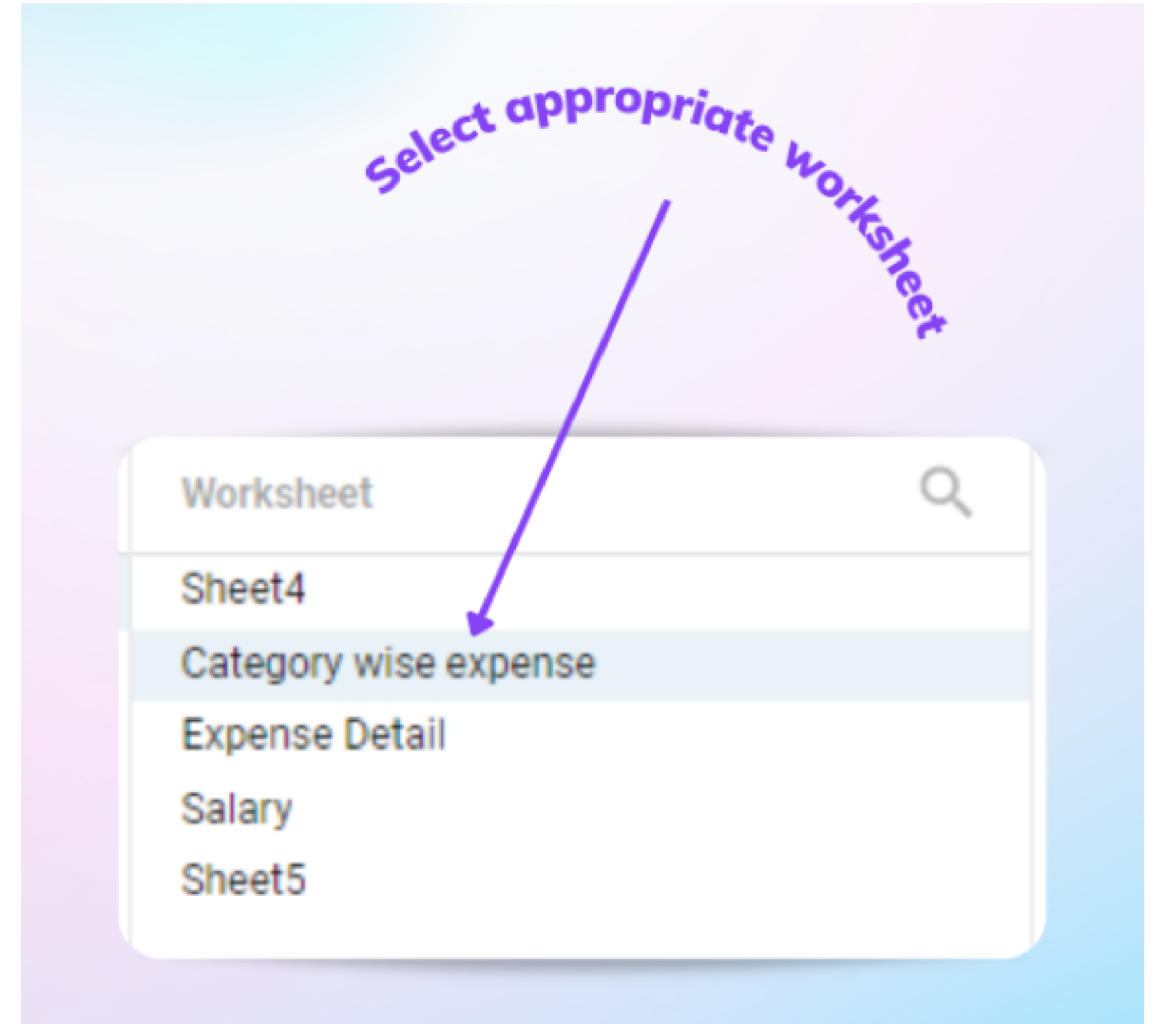 Select appropriate worksheet
Worksheet
Sheet4
Category wise expense
Expense Detail
Salary
Sheet5